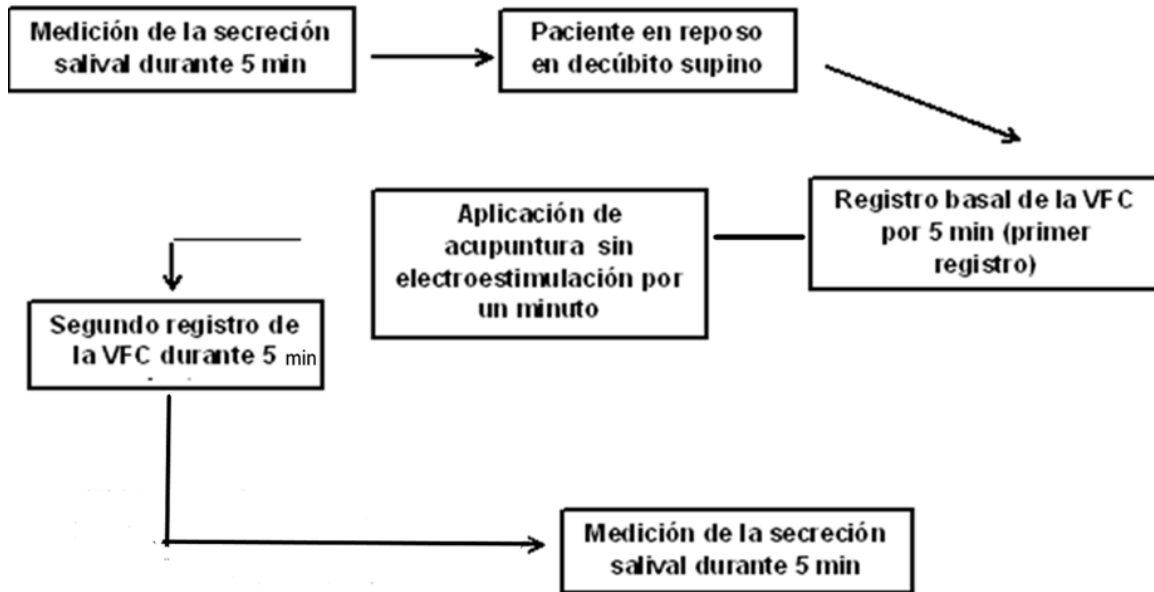 Medición de la secreción
salival durante 5 min
Paciente en reposo
en decúbito supino
Registro basal de la VFC
por 5 min (primer
registro)
Aplicación de
acupuntura sin
electroestimulación por
un minuto
Segundo registro de
la VFC durante 5 min
Medición de la secreción
salival durante 5 min